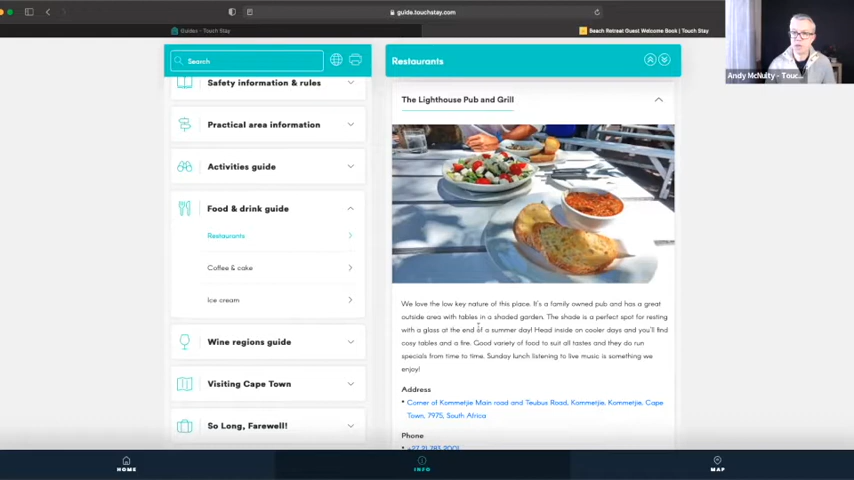 guide.touchstay.com
Guides - Touch Stay
Beach Retreat Guest Welcome Book | Touch Stay
Search
Restaurants
Andy McNulty - Touc...
Safety information & rules
The Lighthouse Pub and Grill
Practical area information
Activities guide
Food & drink guide
Restaurants
Coffee & cake
Ice cream
We love the low key nature of this place. It's a family owned pub and has a great
outside area with tables in a shaded garden. The shade is a perfect spot for resting
with a glass at the end of a summer day! Head inside on cooler days and you'll find
cosy tables and a fire. Good variety of food to suit all tastes and they do run
specials from time to time. Sunday lunch listening to live music is something we
enjoy!
Wine regions guide
Visiting Cape Town
So Long, Farewell!
Address
• Corner of Kommetjie Main road and Teubus Road, Kommetjie, Kommetjie, Cape
Town, 7975, South Africa
Phone
• +27 21 783 2001
HOME
INFO
MAP